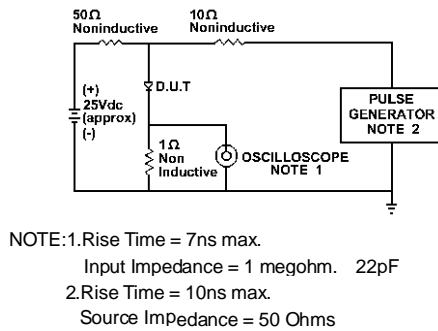 50Ω
Noninductive
10Ω
Noninductive
(+)
25Vdc
(approx)
(-)
D.U.T
1Ω
Non
Inductive
OSCILLOSCOPE
NOTE 1
PULSE
GENERATOR
NOTE 2
NOTE:1.Rise Time = 7ns max.
Input Impedance = 1 megohm. 22pF
2.Rise Time = 10ns max.
Source Impedance = 50 Ohms